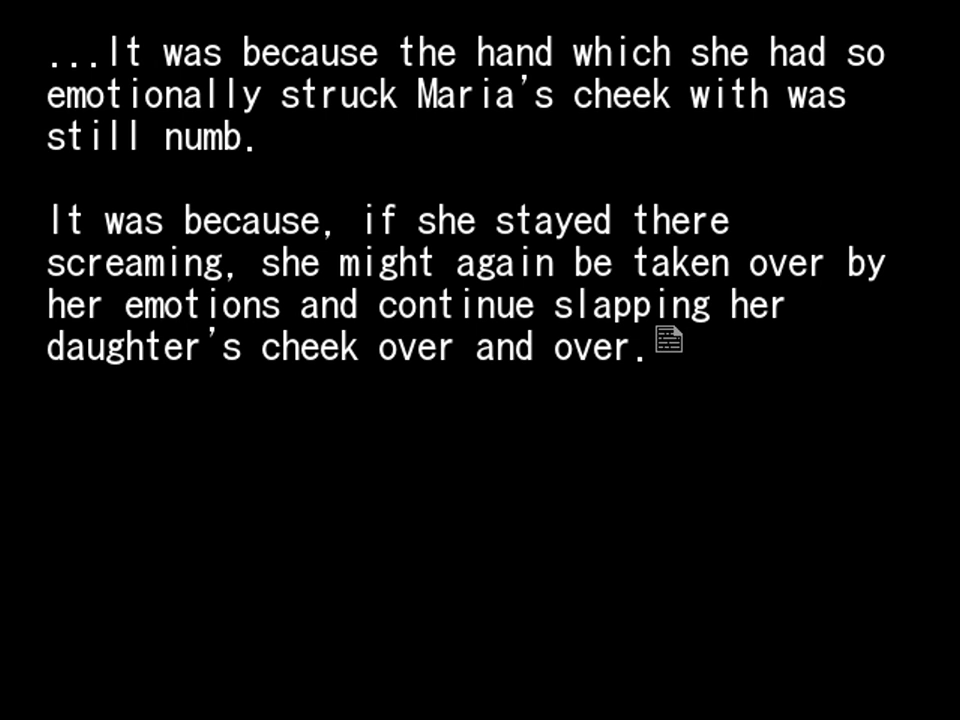 ...It was because the hand which she had so
emotionally struck Maria's cheek with was
still numb.
It was because, if she stayed there
screaming, she might again be taken over by
her emotions and continue slapping her
daughter's cheek over and over.